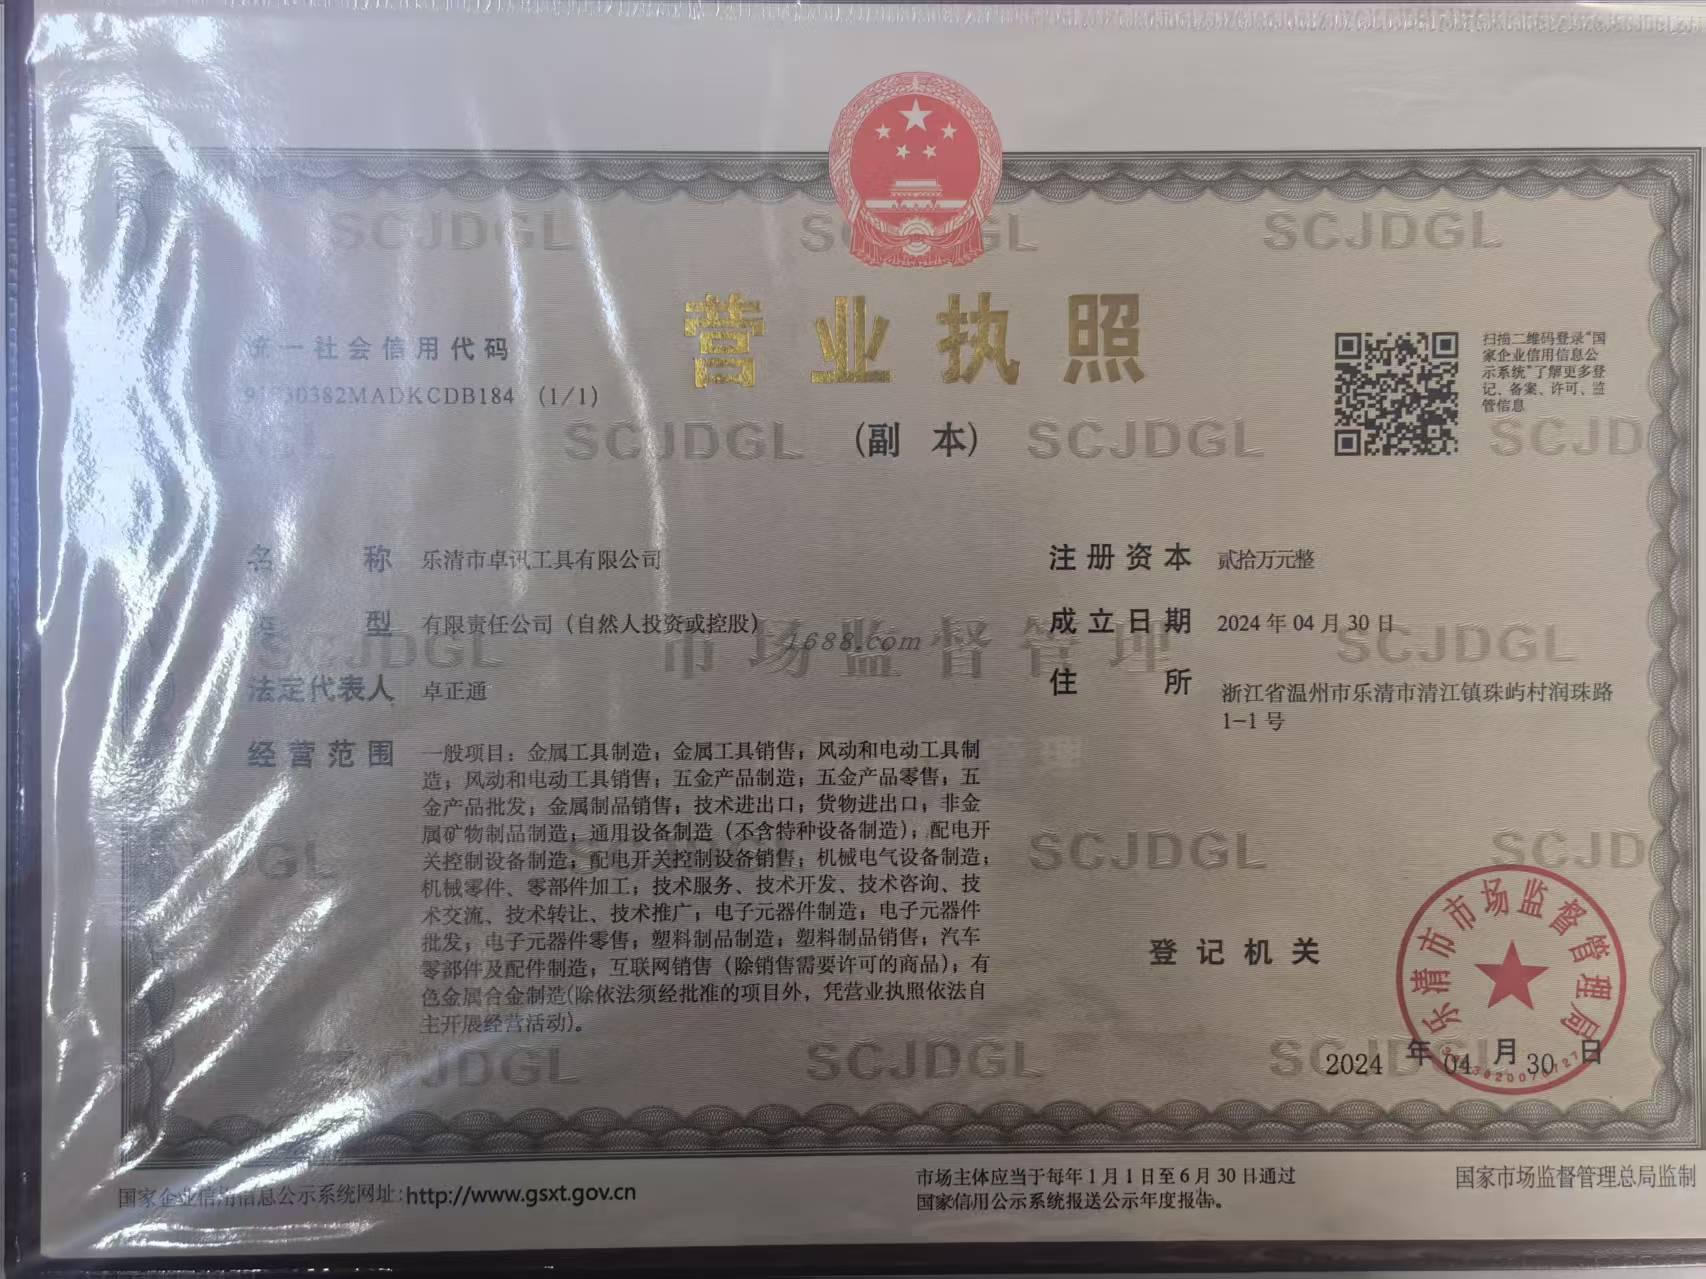 营业执照
(副 本)
统一社会信用代码
91330382MADKCDB184 (1/1)
扫描二维码登录“国
家企业信用信息公
示系统”了解更多登
记、备案、许可、监
管信息
名 称 乐清市卓讯工具有限公司
类 型 有限责任公司（自然人投资或控股）
法定代表人 卓正通
经营范围 一般项目：金属工具制造；金属工具销售；风动和电动工具制
造；风动和电动工具销售；五金产品制造；五金产品零售；五
金产品批发；金属制品销售；技术进出口；货物进出口；非金
属矿物制品制造；通用设备制造（不含特种设备制造）；配电开
关控制设备制造；配电开关控制设备销售；机械电气设备制造；
机械零件、零部件加工；技术服务、技术开发、技术咨询、技
术交流、技术转让、技术推广；电子元器件制造；电子元器件
批发；电子元器件零售；塑料制品制造；塑料制品销售；汽车
零部件及配件制造；互联网销售（除销售需要许可的商品）；有
色金属合金制造(除依法须经批准的项目外，凭营业执照依法自
主开展经营活动)。
注册资本 贰拾万元整
成立日期 2024年04月30日
住 所 浙江省温州市乐清市清江镇珠屿村润珠路
1-1号
市场监督管理
1688.com
SCJDGL
登记机关
乐清市市场监督管理局
2024 年 04 月 30 日
国家企业信用信息公示系统网址:http://www.gsxt.gov.cn
市场主体应当于每年1月1日至6月30日通过
国家信用公示系统报送公示年度报告。
国家市场监督管理总局监制